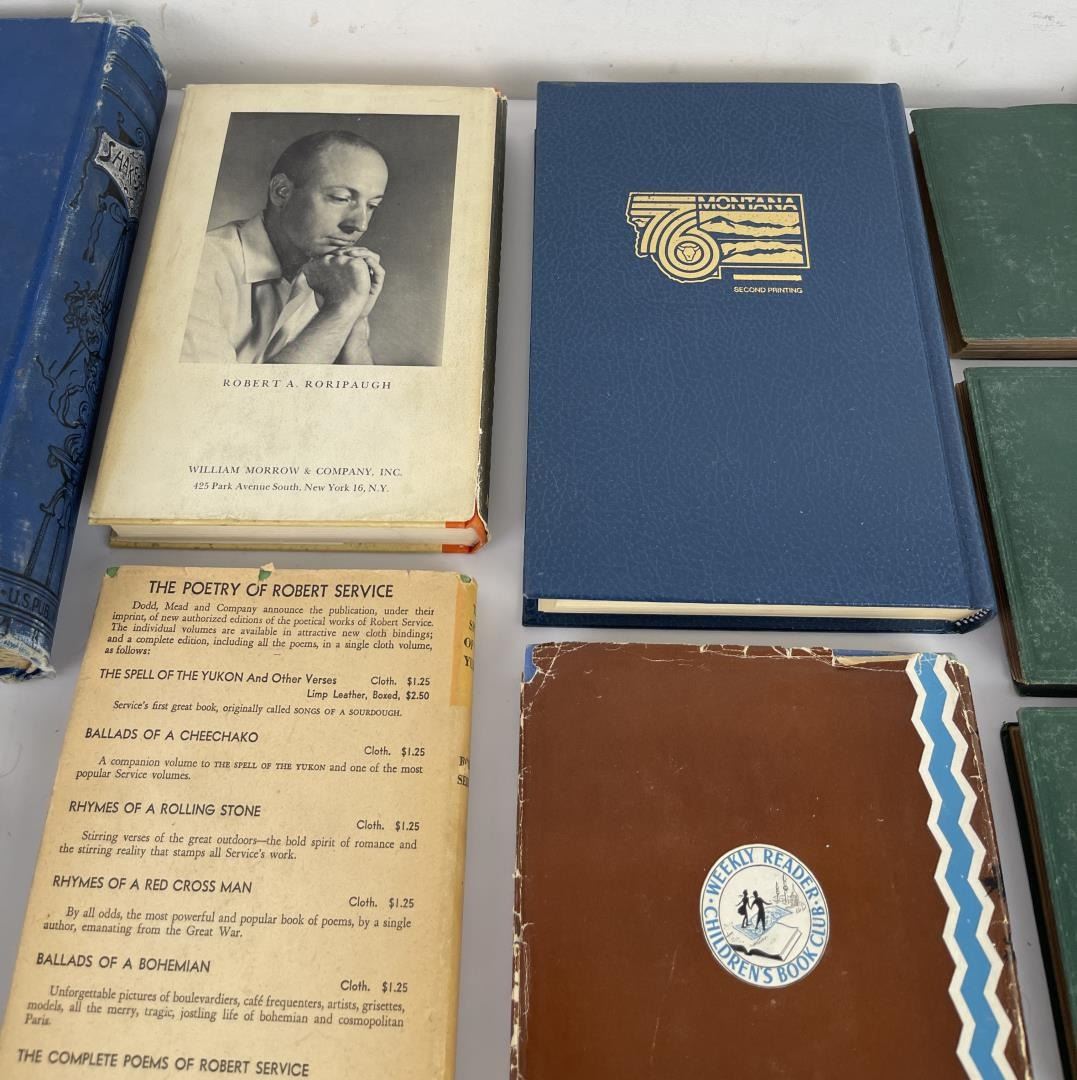 SHAKS
U.S. PUB
ROBERT A. RORIPAUGH
WILLIAM MORROW & COMPANY, INC.
425 Park Avenue South, New York 16, N.Y.
76 MONTANA
SECOND PRINTING
THE POETRY OF ROBERT SERVICE
Dodd, Mead and Company announce the publication, under their
imprint, of new authorized editions of the poetical works of Robert Service.
The individual volumes are available in attractive new cloth bindings;
and a complete edition, including all the poems, in a single cloth volume,
as follows:
THE SPELL OF THE YUKON And Other Verses Cloth. $1.25
Limp Leather, Boxed, $2.50
Service's first great book, originally called SONGS OF A SOURDOUGH.
BALLADS OF A CHEECHAKO
Cloth. $1.25
A companion volume to THE SPELL OF THE YUKON and one of the most
popular Service volumes.
RHYMES OF A ROLLING STONE
Cloth. $1.25
Stirring verses of the great outdoors—the bold spirit of romance and
the stirring reality that stamps all Service's work.
RHYMES OF A RED CROSS MAN
Cloth. $1.25
By all odds, the most powerful and popular book of poems, by a single
author, emanating from the Great War.
BALLADS OF A BOHEMIAN
Cloth. $1.25
Unforgettable pictures of boulevardiers, café frequenters, artists, grisettes,
models, all the merry, tragic, jostling life of bohemian and cosmopolitan
Paris.
THE COMPLETE POEMS OF ROBERT SERVICE
WEEKLY READER
CHILDREN'S BOOK CLUB